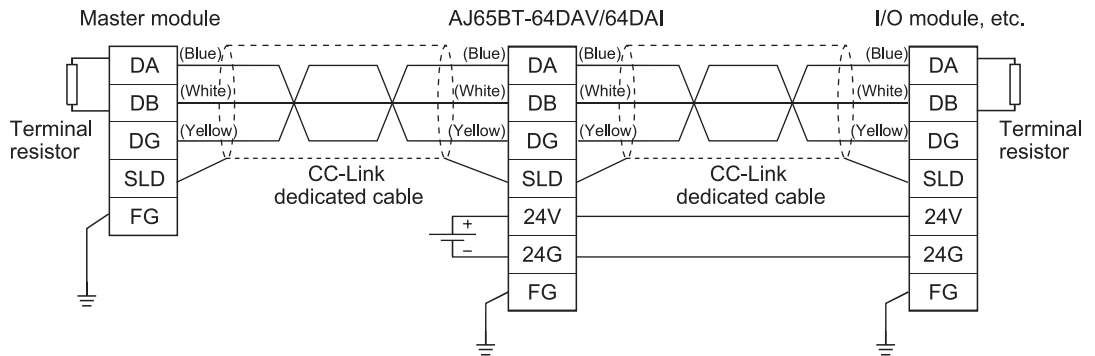 Master module
AJ65BT-64DAV/64DAI
I/O module, etc.
DA
DB
DG
SLD
FG
(Blue)
(White)
(Yellow)
Terminal
resistor
CC-Link
dedicated cable
(Blue)
(White)
(Yellow)
DA
DB
DG
SLD
24V
24G
FG
+
–
(Blue)
(White)
(Yellow)
CC-Link
dedicated cable
(Blue)
(White)
(Yellow)
DA
DB
DG
SLD
24V
24G
FG
Terminal
resistor